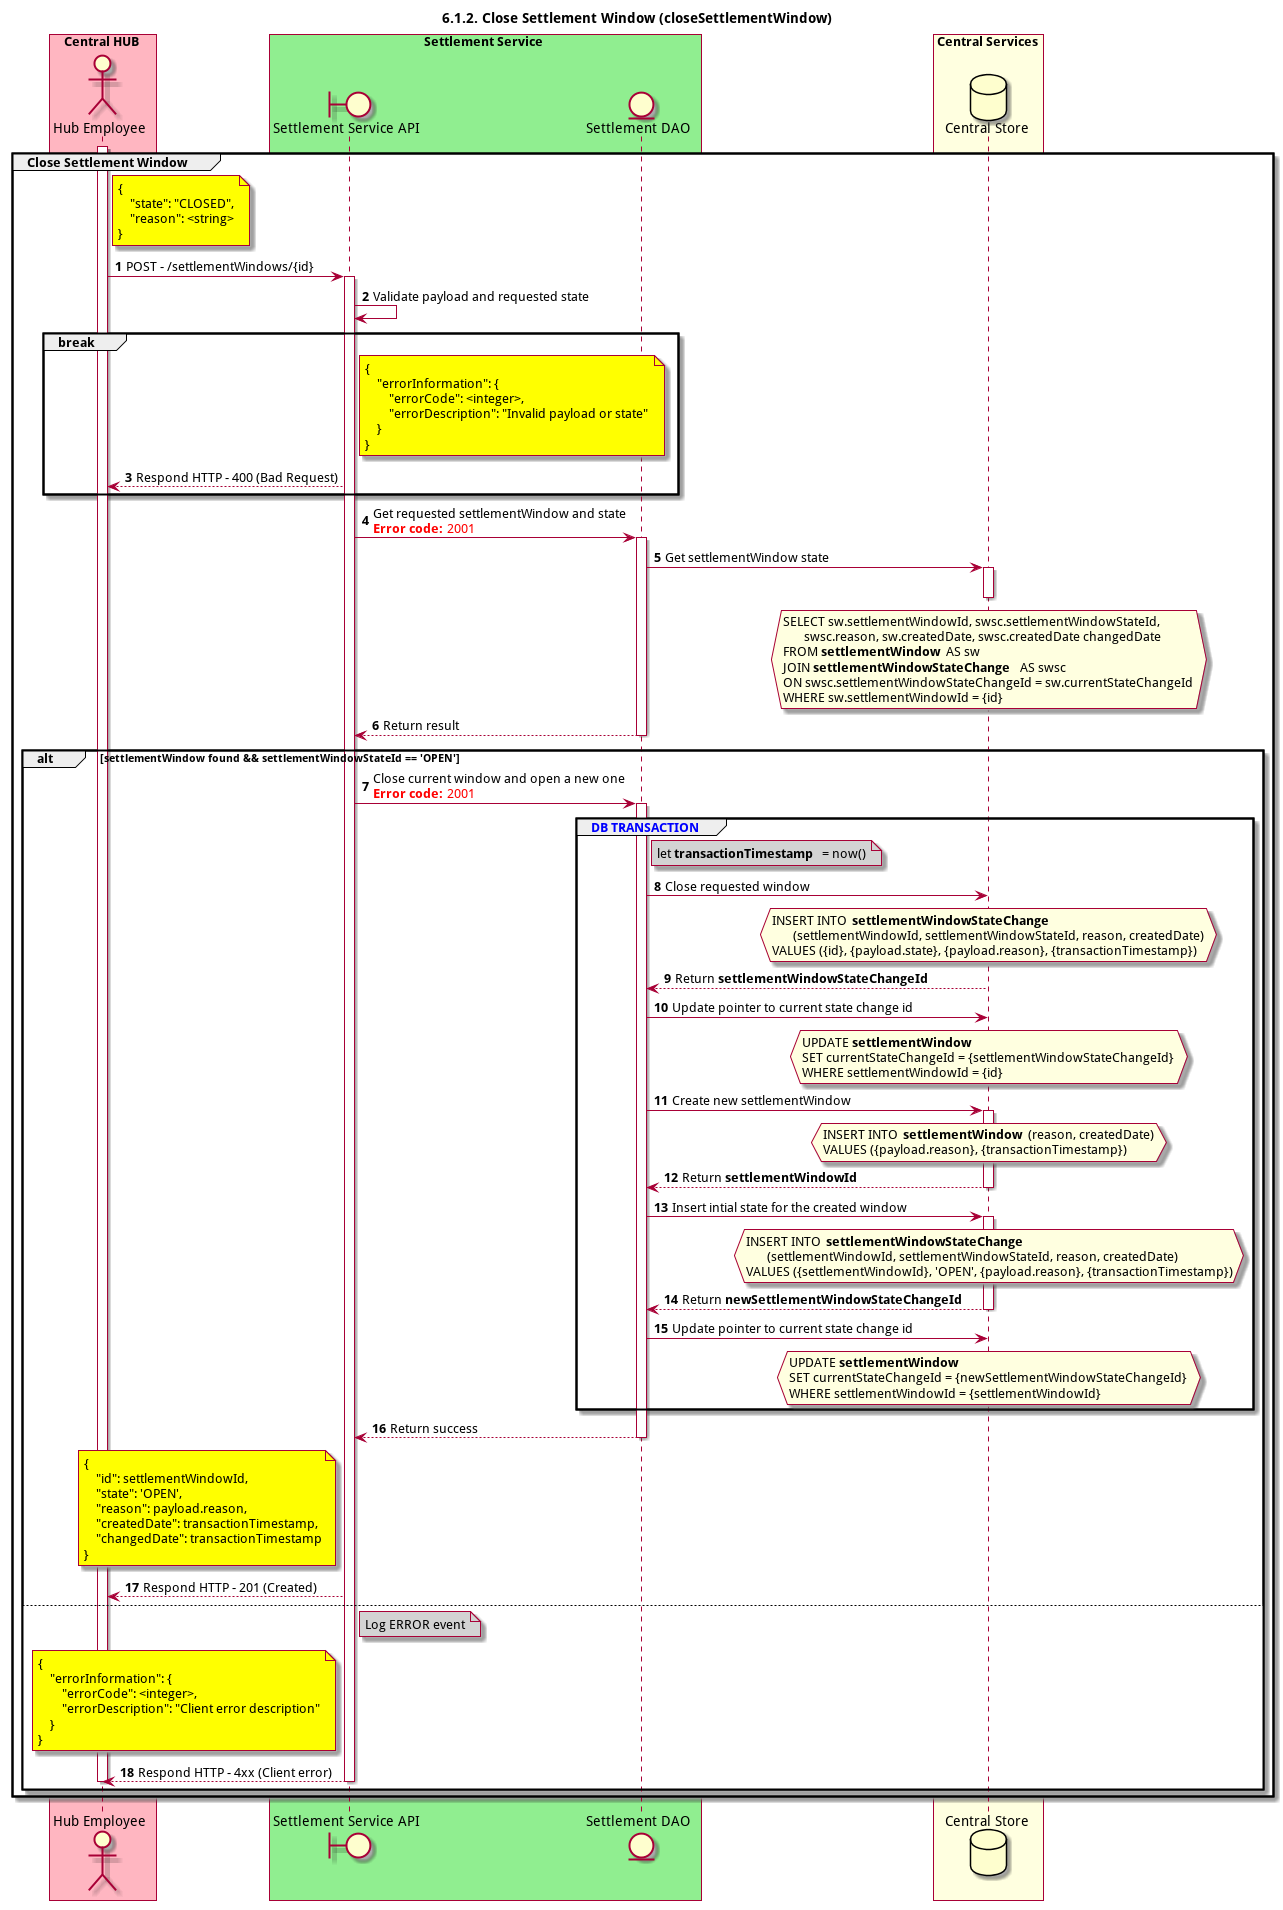 6.1.2. Close Settlement Window (closeSettlementWindow)
Central HUB
Settlement Service
Central Services
Hub Employee
Settlement Service API
Settlement DAO
Central Store
Close Settlement Window
{
"state": "CLOSED",
"reason": <string>
}
1 POST - /settlementWindows/{id}
2 Validate payload and requested state
break
{
"errorInformation": {
"errorCode": <integer>,
"errorDescription": "Invalid payload or state"
}
}
3 Respond HTTP - 400 (Bad Request)
4 Get requested settlementWindow and state
Error code: 2001
5 Get settlementWindow state
SELECT sw.settlementWindowId, swsc.settlementWindowStateId,
swsc.reason, sw.createdDate, swsc.createdDate changedDate
FROM settlementWindow AS sw
JOIN settlementWindowStateChange AS swsc
ON swsc.settlementWindowStateChangeId = sw.currentStateChangeId
WHERE sw.settlementWindowId = {id}
6 Return result
alt [settlementWindow found && settlementWindowStateId == 'OPEN']
7 Close current window and open a new one
Error code: 2001
DB TRANSACTION
let transactionTimestamp = now()
8 Close requested window
INSERT INTO settlementWindowStateChange
(settlementWindowId, settlementWindowStateId, reason, createdDate)
VALUES ({id}, {payload.state}, {payload.reason}, {transactionTimestamp})
9 Return settlementWindowStateChangeId
10 Update pointer to current state change id
UPDATE settlementWindow
SET currentStateChangeId = {settlementWindowStateChangeId}
WHERE settlementWindowId = {id}
11 Create new settlementWindow
INSERT INTO settlementWindow (reason, createdDate)
VALUES ({payload.reason}, {transactionTimestamp})
12 Return settlementWindowId
13 Insert intial state for the created window
INSERT INTO settlementWindowStateChange
(settlementWindowId, settlementWindowStateId, reason, createdDate)
VALUES ({settlementWindowId}, 'OPEN', {payload.reason}, {transactionTimestamp})
14 Return newSettlementWindowStateChangeId
15 Update pointer to current state change id
UPDATE settlementWindow
SET currentStateChangeId = {newSettlementWindowStateChangeId}
WHERE settlementWindowId = {settlementWindowId}
16 Return success
{
"id": settlementWindowId,
"state": 'OPEN',
"reason": payload.reason,
"createdDate": transactionTimestamp,
"changedDate": transactionTimestamp
}
17 Respond HTTP - 201 (Created)
Log ERROR event
{
"errorInformation": {
"errorCode": <integer>,
"errorDescription": "Client error description"
}
}
18 Respond HTTP - 4xx (Client error)
Hub Employee
Settlement Service API
Settlement DAO
Central Store